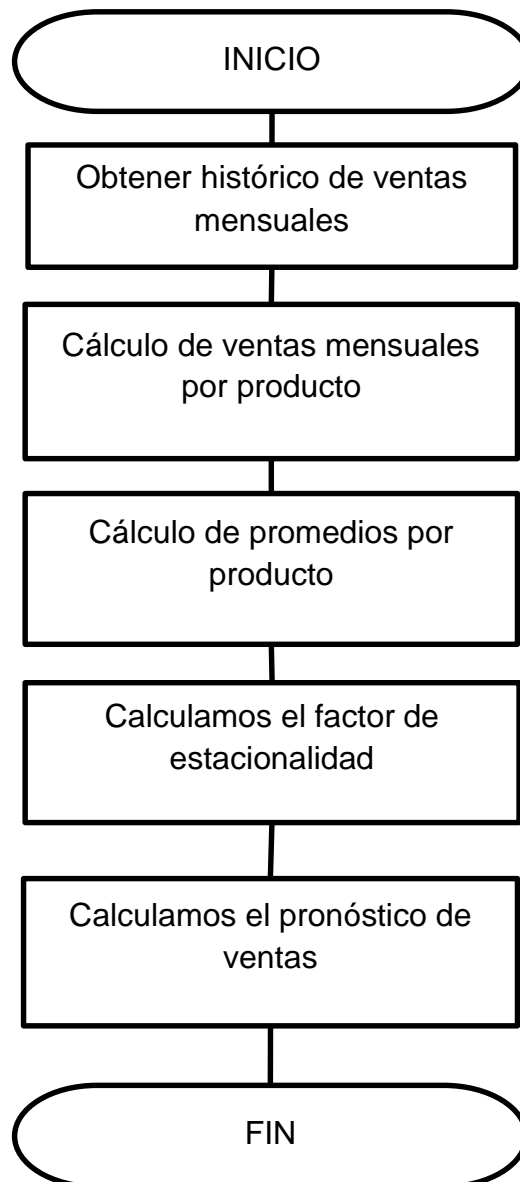 INICIO
Obtener histórico de ventas
mensuales
Cálculo de ventas mensuales
por producto
Cálculo de promedios por
producto
Calculamos el factor de
estacionalidad
Calculamos el pronóstico de
ventas
FIN